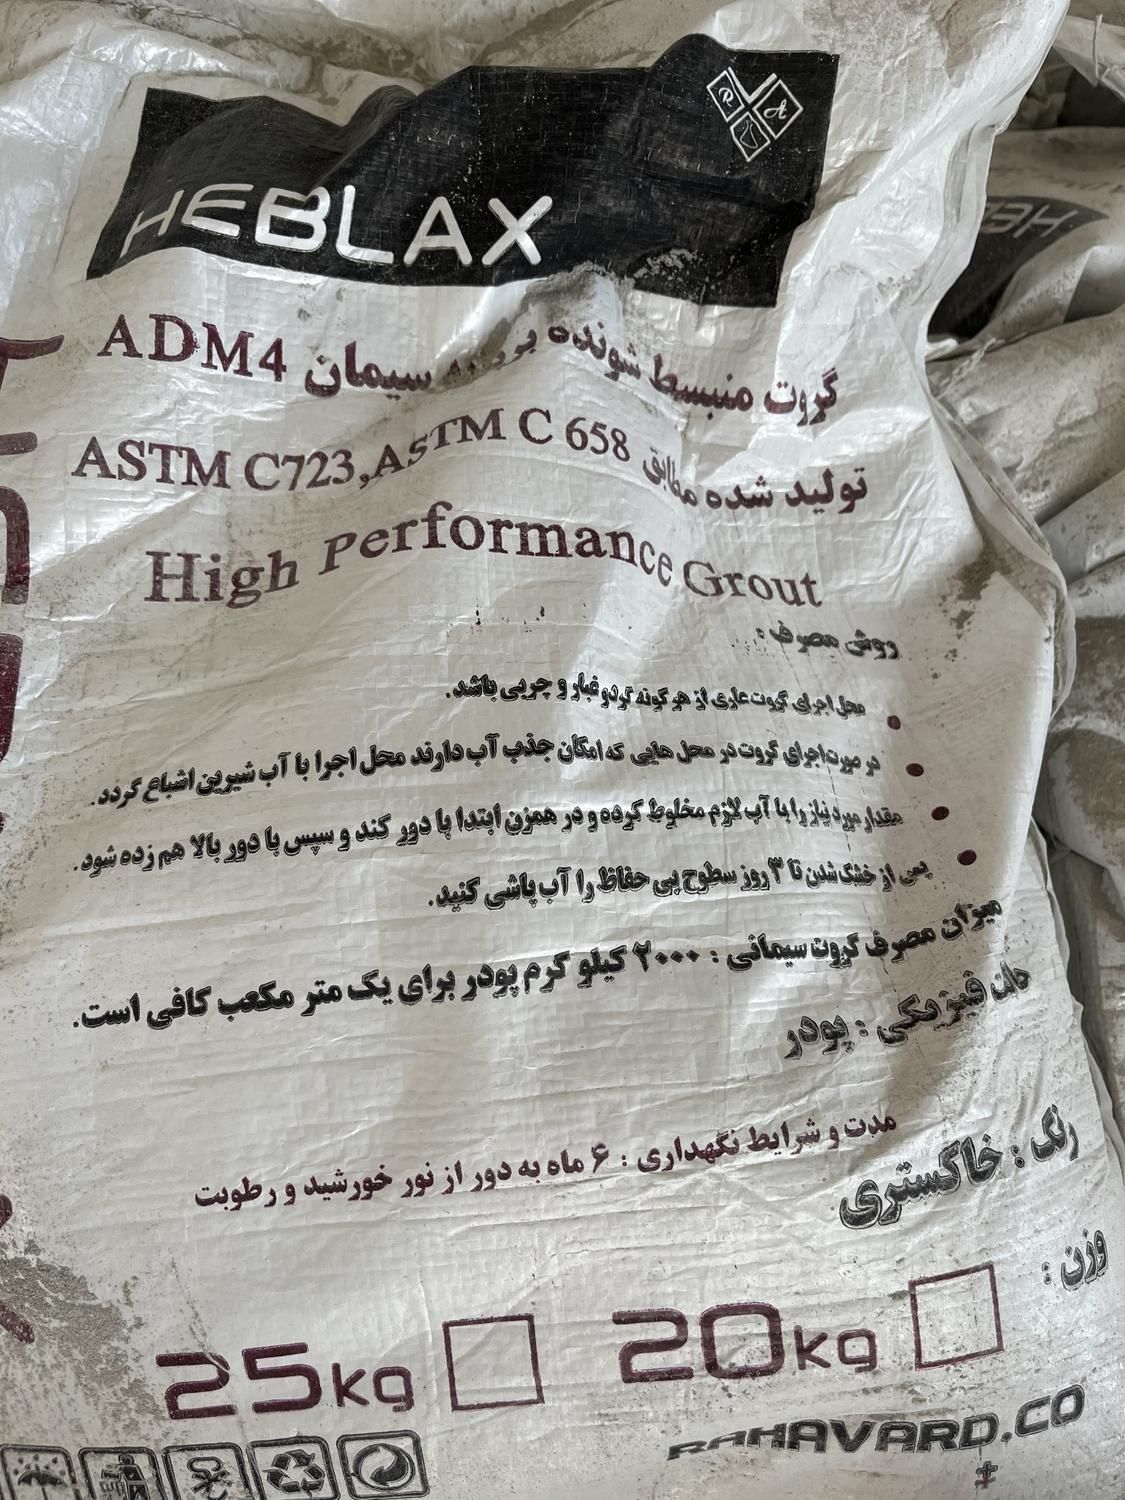 P A
HEBLAX
گروت منبسط شونده بر پایه سیمان ADM4
تولید شده مطابق ASTM C723,ASTM C 658
High Performance Grout
روش مصرف :
محل اجرای گروت عاری از هر گونه گردو غبار و چربی باشد.
در صورت اجرای گروت در محل هایی که امکان جذب آب دارند محل اجرا با آب شیرین اشباع گردد.
مقدار مورد نیاز را با آب لازم مخلوط کرده و در همزن ابتدا با دور کند و سپس با دور بالا هم زده شود.
پس از خشک شدن تا ۳ روز سطوح بی حفاظ را آب پاشی کنید.
میزان مصرف گروت سیمانی : ۲۰۰۰ کیلو گرم پودر برای یک متر مکعب کافی است.
حالت فیزیکی : پودر
مدت و شرایط نگهداری : ۶ ماه به دور از نور خورشید و رطوبت
رنگ : خاکستری
وزن :
20kg
25kg
RAHAVARD.CO